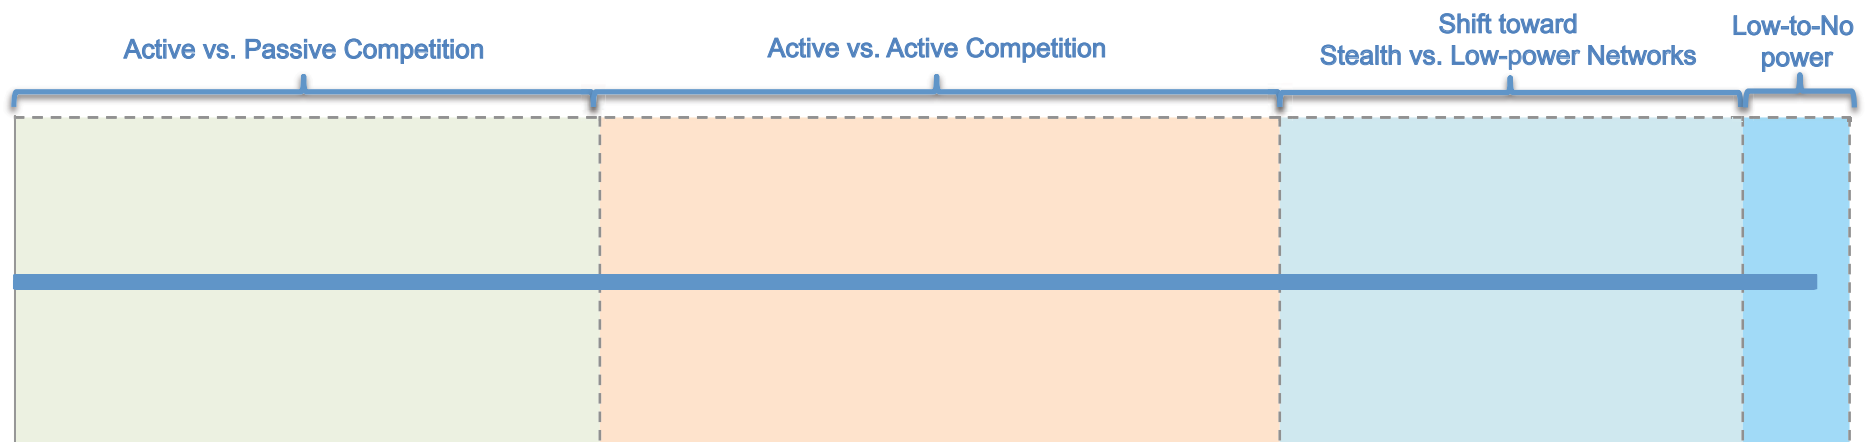 Active vs. Passive Competition
Active vs. Active Competition
Shift toward
Stealth vs. Low-power Networks
Low-to-No
power